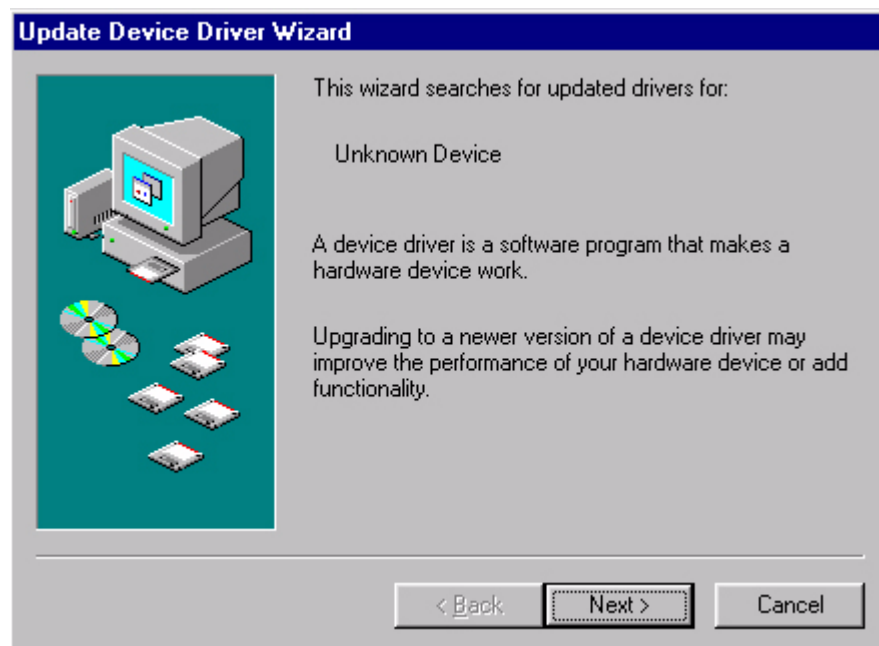 Update Device Driver Wizard
This wizard searches for updated drivers for:
Unknown Device
A device driver is a software program that makes a
hardware device work.
Upgrading to a newer version of a device driver may
improve the performance of your hardware device or add
functionality.
< Back
Next >
Cancel